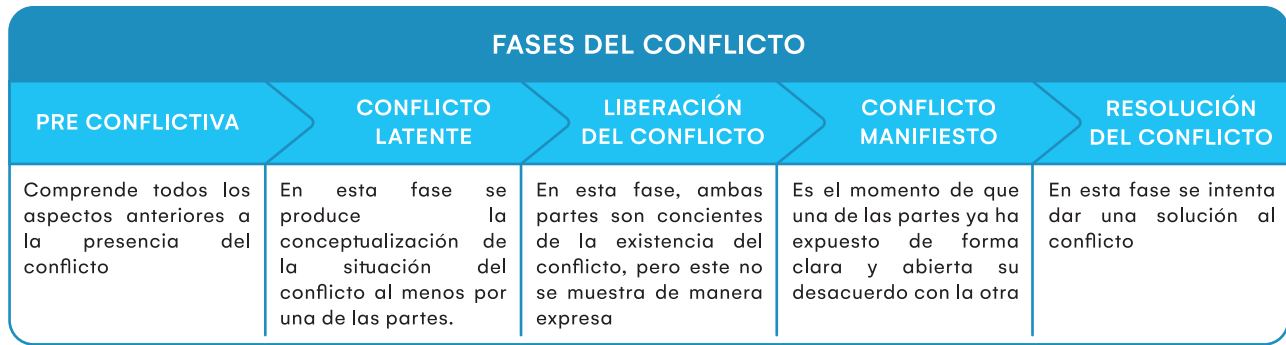 FASES DEL CONFLICTO
PRE CONFLICTIVA
CONFLICTO
LATENTE
LIBERACIÓN
DEL CONFLICTO
CONFLICTO
MANIFIESTO
RESOLUCIÓN
DEL CONFLICTO
Comprende todos los
aspectos anteriores a
la presencia del
conflicto
En esta fase se
produce la
conceptualización de
la situación del
conflicto al menos por
una de las partes.
En esta fase, ambas
partes son concientes
de la existencia del
conflicto, pero este no
se muestra de manera
expresa
Es el momento de que
una de las partes ya ha
expuesto de forma
clara y abierta su
desacuerdo con la otra
En esta fase se intenta
dar una solución al
conflicto